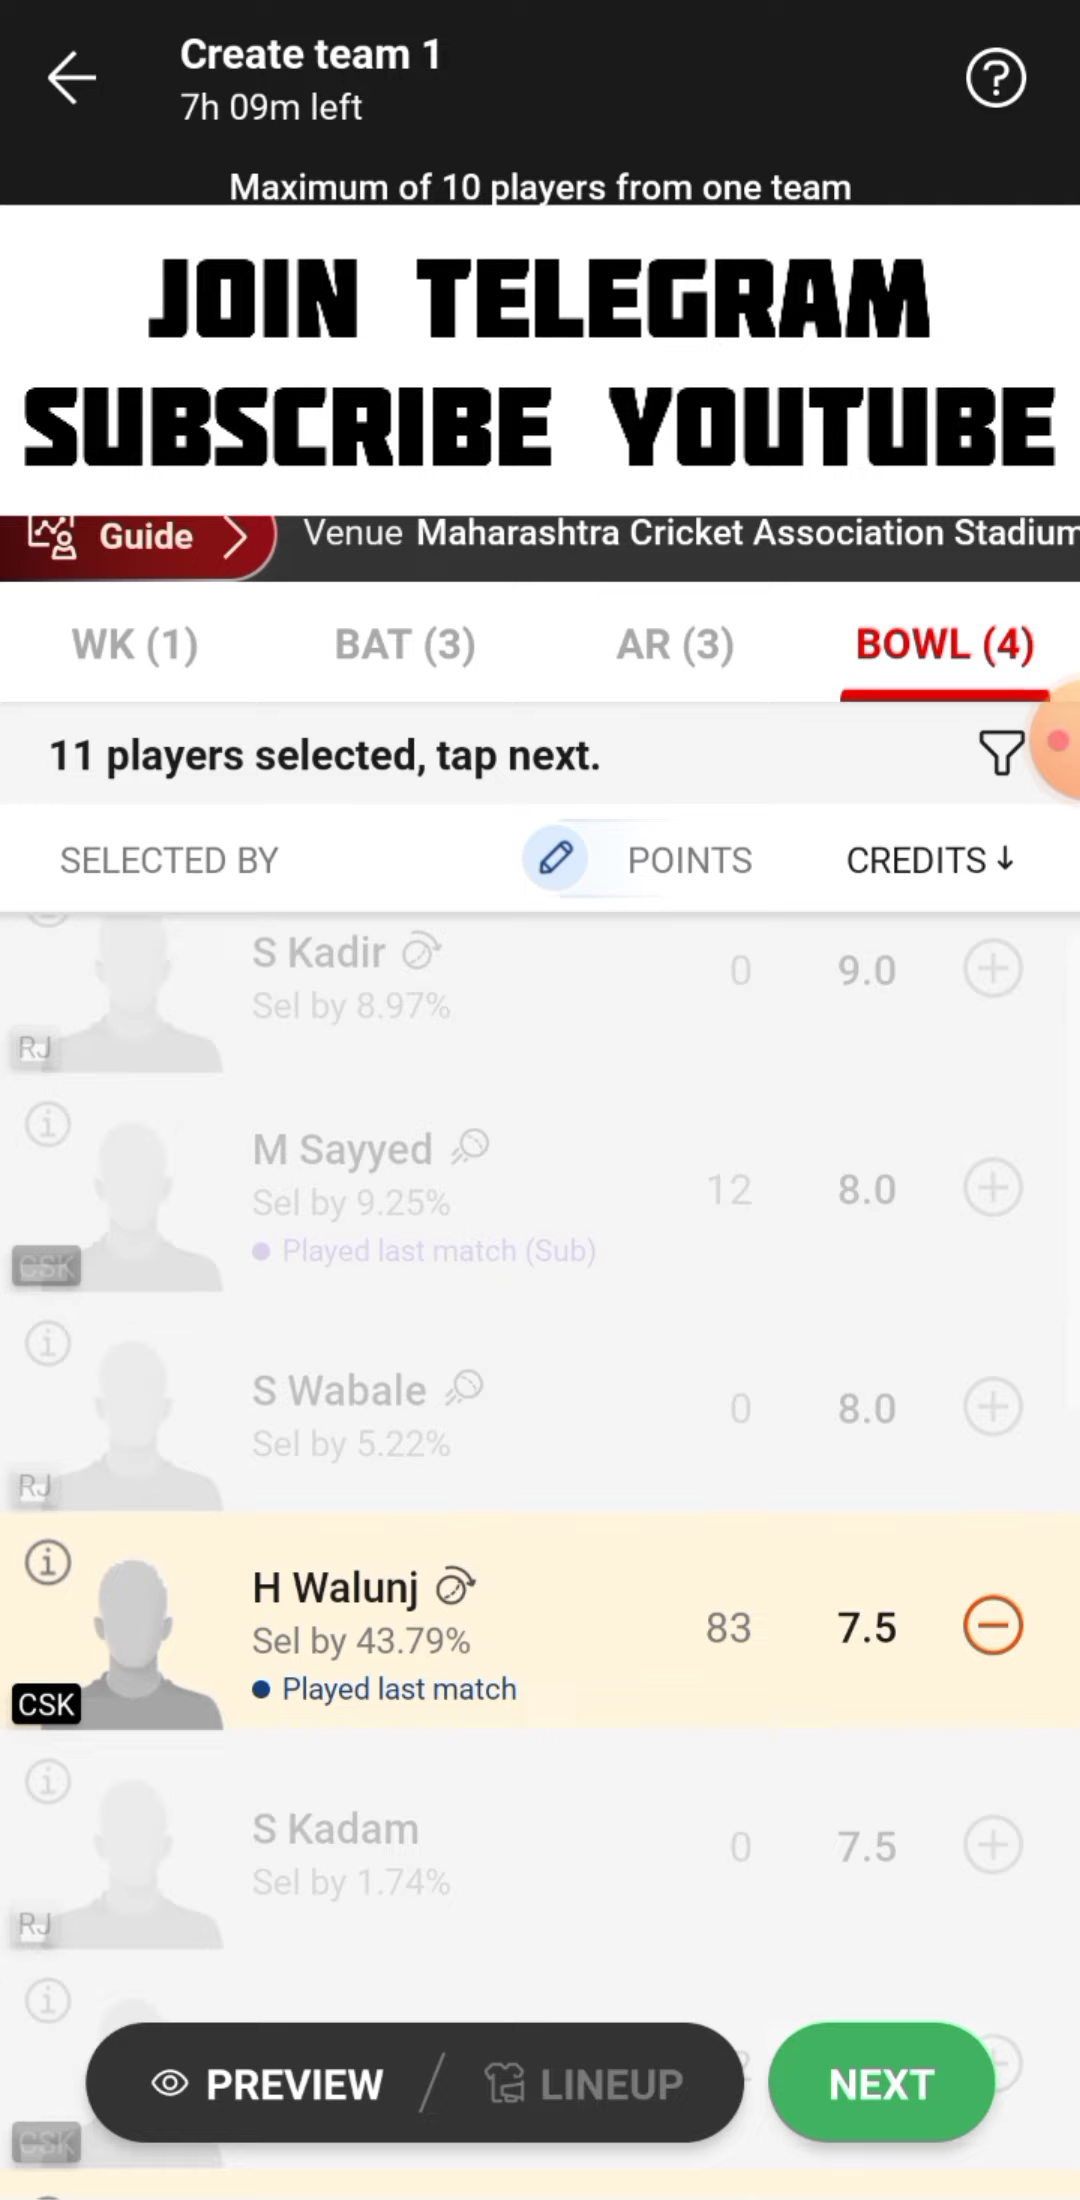 Create team 1
7h 09m left
Maximum of 10 players from one team
JOIN TELEGRAM
SUBSCRIBE YOUTUBE
Guide
Venue Maharashtra Cricket Association Stadium
WK (1) BAT (3) AR (3) BOWL (4)
11 players selected, tap next.
SELECTED BY POINTS CREDITS ↓
S Kadir
Sel by 8.97%
0 9.0
RJ
M Sayyed
Sel by 9.25%
12 8.0
Played last match (Sub)
CSK
S Wabale
Sel by 5.22%
0 8.0
RJ
H Walunj
Sel by 43.79%
83 7.5
Played last match
CSK
S Kadam
Sel by 1.74%
0 7.5
RJ
PREVIEW / LINEUP
NEXT
CSK